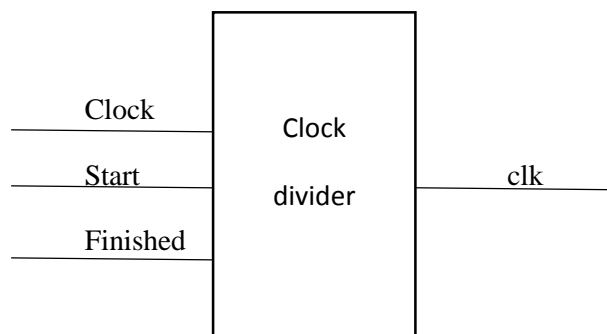 Clock
Start
Finished
Clock
divider
clk